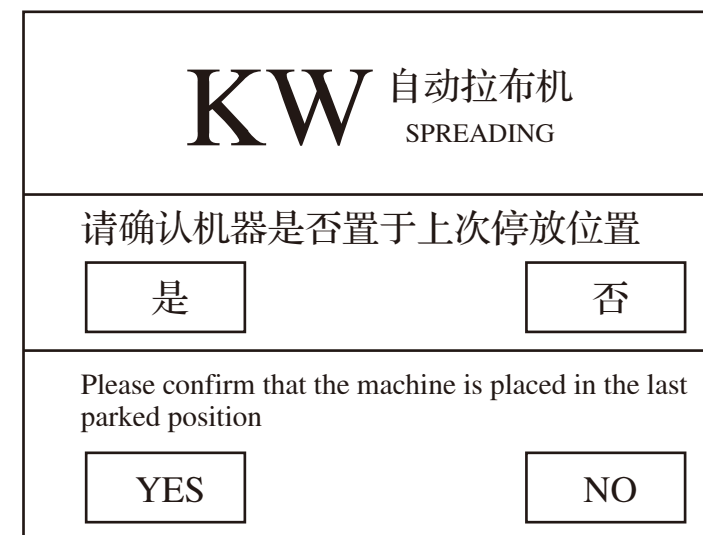 KW 自动拉布机
SPREADING
请确认机器是否置于上次停放位置
是 否
Please confirm that the machine is placed in the last
parked position
YES NO